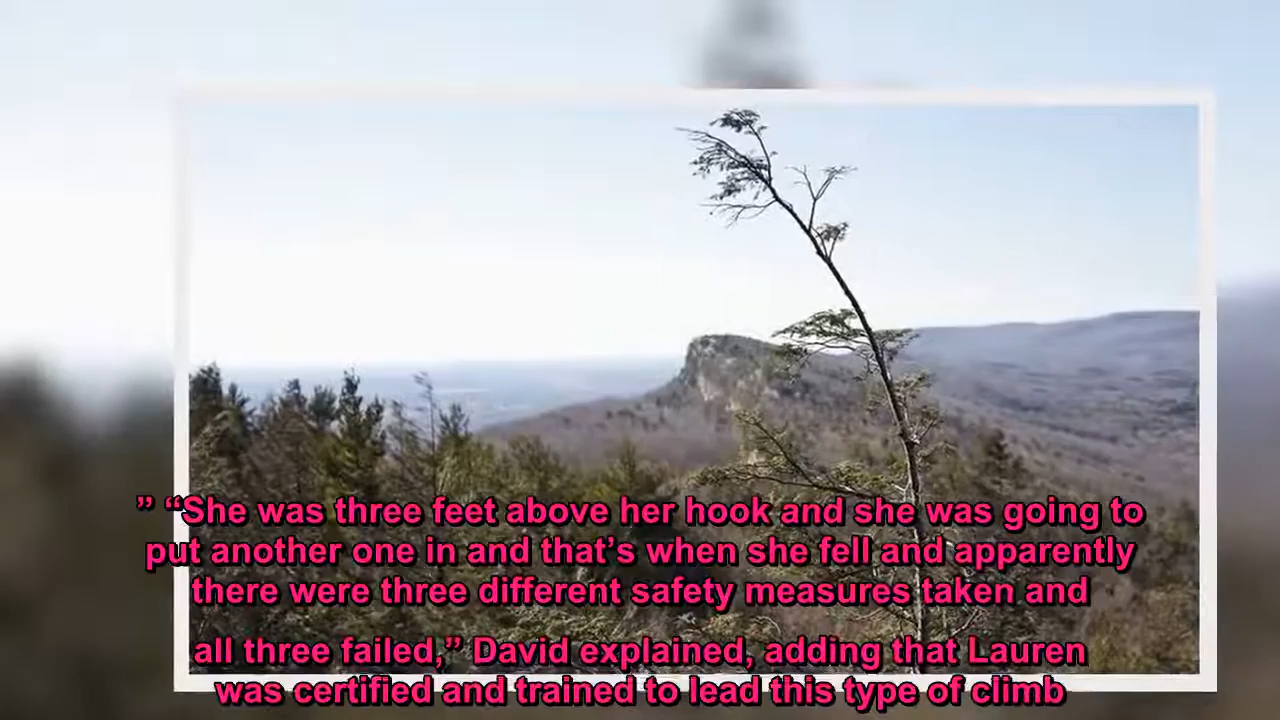 ” “She was three feet above her hook and she was going to
put another one in and that’s when she fell and apparently
there were three different safety measures taken and
all three failed,” David explained, adding that Lauren
was certified and trained to lead this type of climb